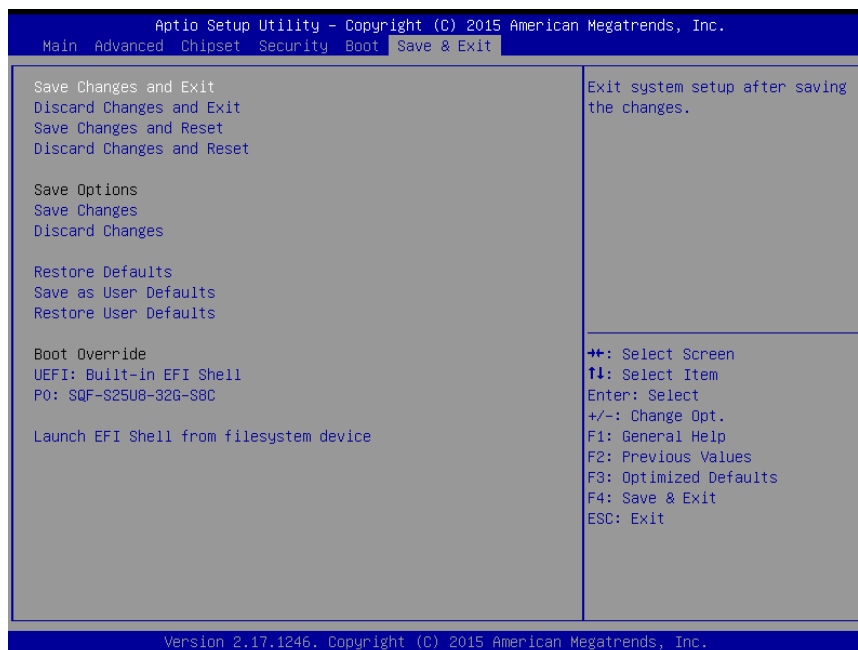 Aptio Setup Utility – Copyright (C) 2015 American Megatrends, Inc.
Main Advanced Chipset Security Boot Save & Exit
Save Changes and Exit
Discard Changes and Exit
Save Changes and Reset
Discard Changes and Reset
Save Options
Save Changes
Discard Changes
Restore Defaults
Save as User Defaults
Restore User Defaults
Boot Override
UEFI: Built-in EFI Shell
P0: SQF-S25U8-32G-S8C
Launch EFI Shell from filesystem device
Exit system setup after saving
the changes.
→←: Select Screen
↑↓: Select Item
Enter: Select
+/-: Change Opt.
F1: General Help
F2: Previous Values
F3: Optimized Defaults
F4: Save & Exit
ESC: Exit
Version 2.17.1246. Copyright (C) 2015 American Megatrends, Inc.